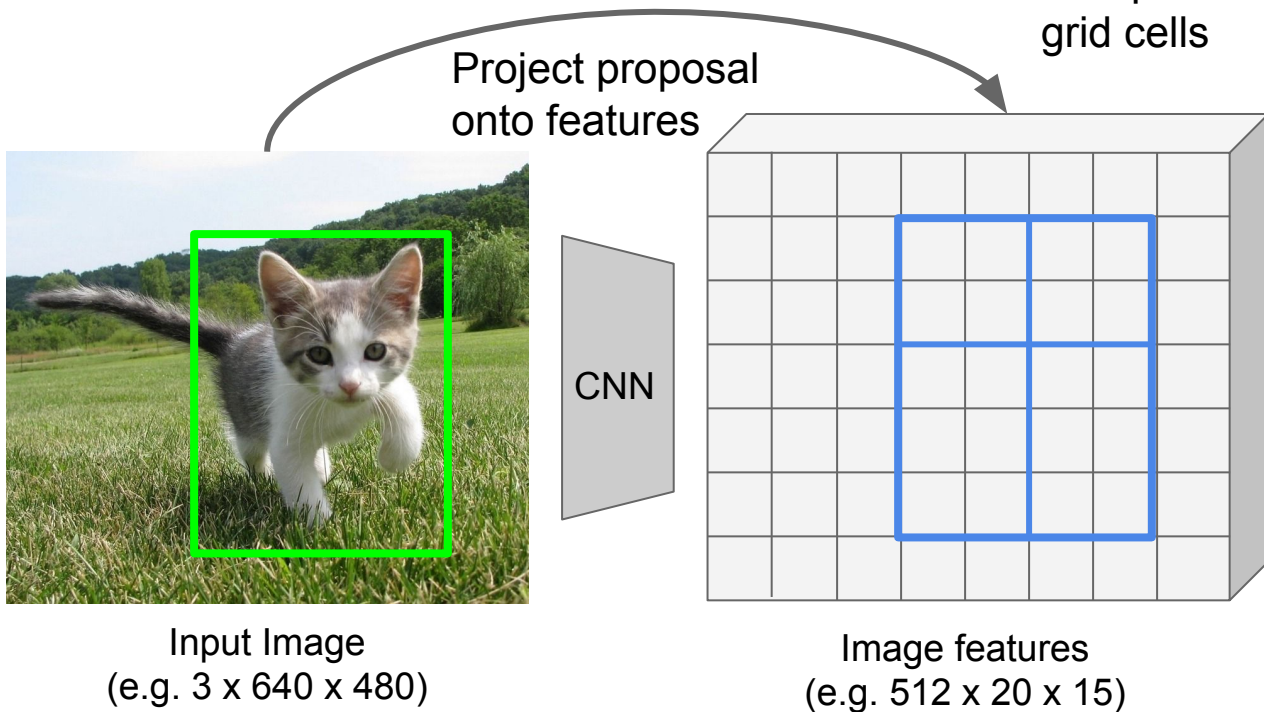 grid cells
Project proposal
onto features
CNN
Input Image
(e.g. 3 x 640 x 480)
Image features
(e.g. 512 x 20 x 15)